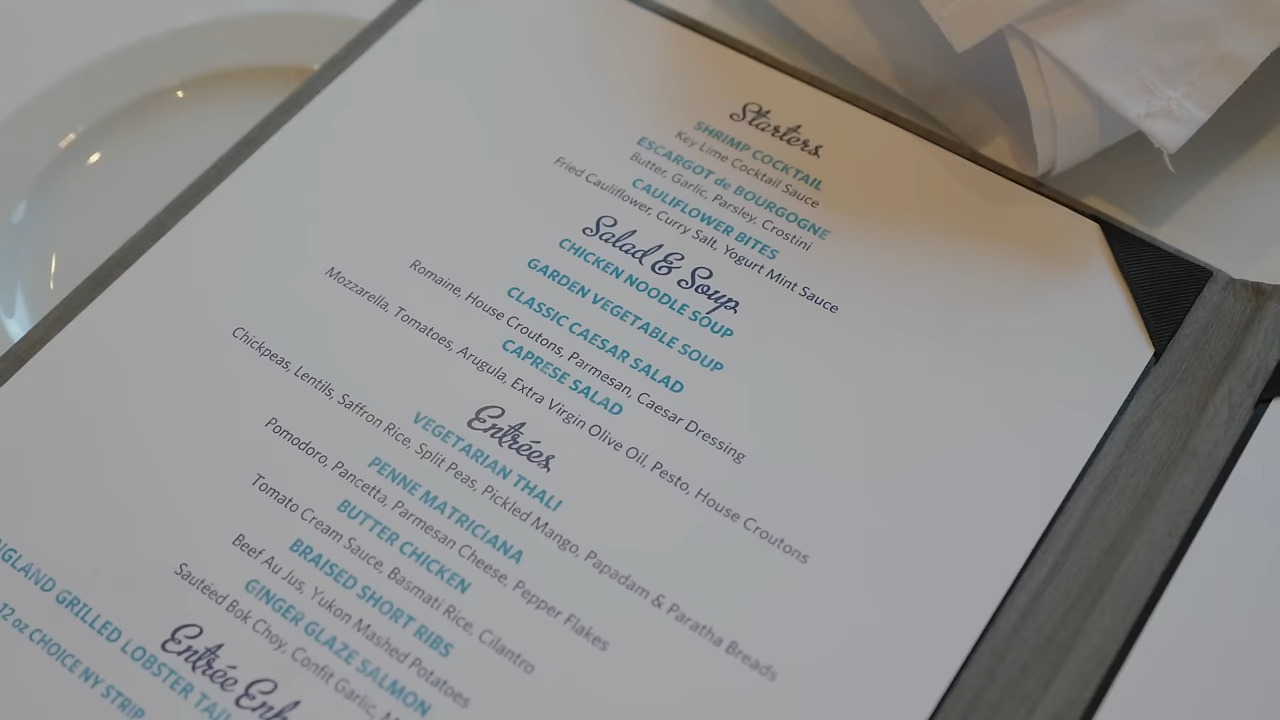 Starters
SHRIMP COCKTAIL
Key Lime Cocktail Sauce
ESCARGOT de BOURGOGNE
Butter, Garlic, Parsley, Crostini
CAULIFLOWER BITES
Fried Cauliflower, Curry Salt, Yogurt Mint Sauce
Salad & Soup
CHICKEN NOODLE SOUP
GARDEN VEGETABLE SOUP
CLASSIC CAESAR SALAD
Romaine, House Croutons, Parmesan, Caesar Dressing
CAPRESE SALAD
Mozzarella, Tomatoes, Arugula, Extra Virgin Olive Oil, Pesto, House Croutons
Entrées
VEGETARIAN THALI
Chickpeas, Lentils, Saffron Rice, Split Peas, Pickled Mango, Papadam & Paratha Breads
PENNE MATRICIANA
Pomodoro, Pancetta, Parmesan Cheese, Pepper Flakes
BUTTER CHICKEN
Tomato Cream Sauce, Basmati Rice, Cilantro
BRAISED SHORT RIBS
Beef Au Jus, Yukon Mashed Potatoes
GINGER GLAZE SALMON
Sautéed Bok Choy, Confit Garlic,
Entrée
GRILLED LOBSTER TAIL
12 oz CHOICE NY STRIP